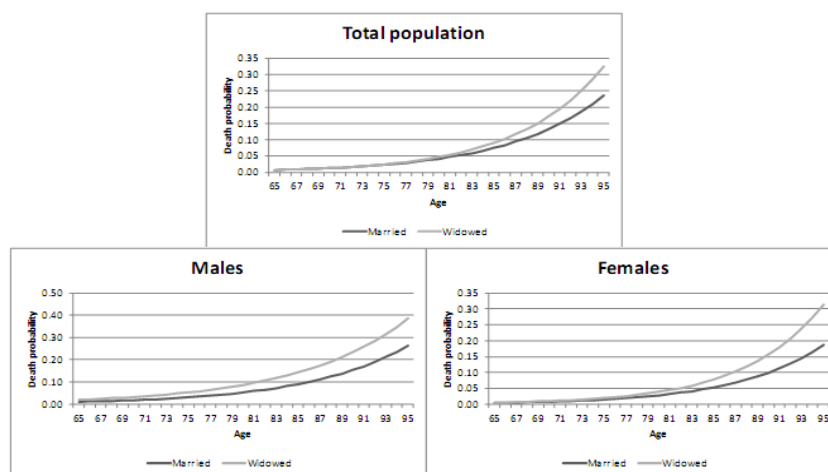 Total population
Death probability
0.35
0.30
0.25
0.20
0.15
0.10
0.05
0.00
65 67 69 71 73 75 77 79 81 83 85 87 89 91 93 95
Age
Married Widowed
Males
Death probability
0.50
0.40
0.30
0.20
0.10
0.00
65 67 69 71 73 75 77 79 81 83 85 87 89 91 93 95
Age
Married Widowed
Females
Death probability
0.35
0.30
0.25
0.20
0.15
0.10
0.05
0.00
65 67 69 71 73 75 77 79 81 83 85 87 89 91 93 95
Age
Married Widowed